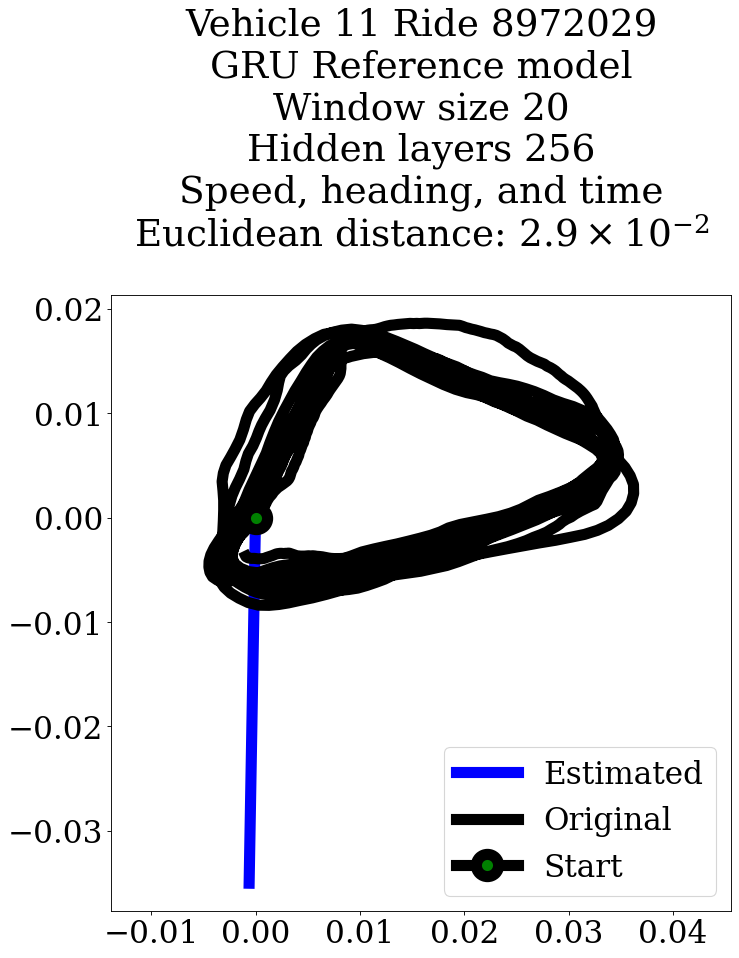 Vehicle 11 Ride 8972029
GRU Reference model
Window size 20
Hidden layers 256
Speed, heading, and time
Euclidean distance: 2.9 × 10⁻²
0.02
0.01
0.00
−0.01
−0.02
−0.03
Estimated
Original
Start
−0.01 0.00 0.01 0.02 0.03 0.04